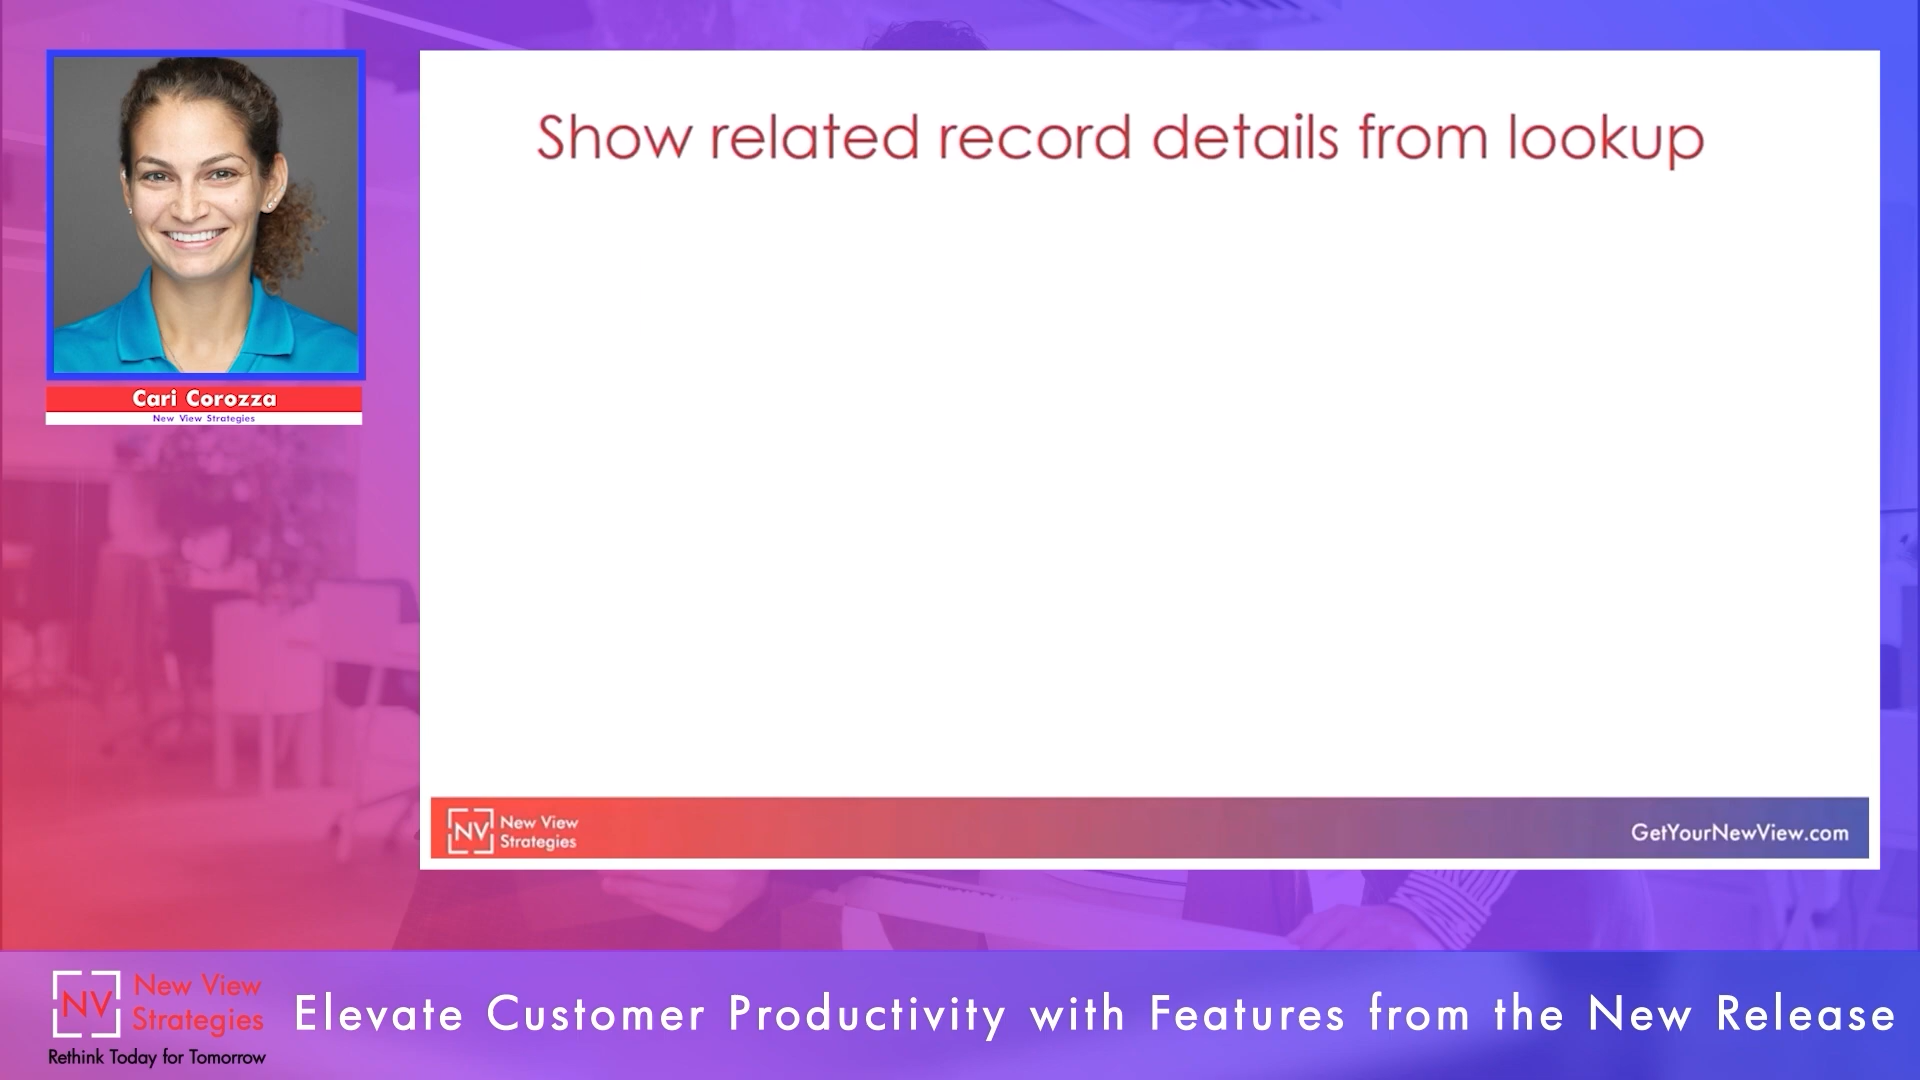 Show related record details from lookup
Cari Corozza
New View Strategies
NV
New View
Strategies
GetYourNewView.com
NV
New View
Strategies
Rethink Today for Tomorrow
Elevate Customer Productivity with Features from the New Release